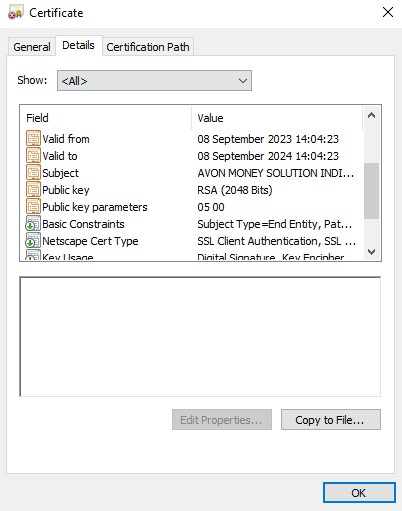 Certificate
General Details Certification Path
Show: <All>
Field Value
Valid from 08 September 2023 14:04:23
Valid to 08 September 2024 14:04:23
Subject AVON MONEY SOLUTION INDI...
Public key RSA (2048 Bits)
Public key parameters 05 00
Basic Constraints Subject Type=End Entity, Pat...
Netscape Cert Type SSL Client Authentication, SSL ...
Key Usage Digital Signature, Key Encipher
Edit Properties... Copy to File...
OK